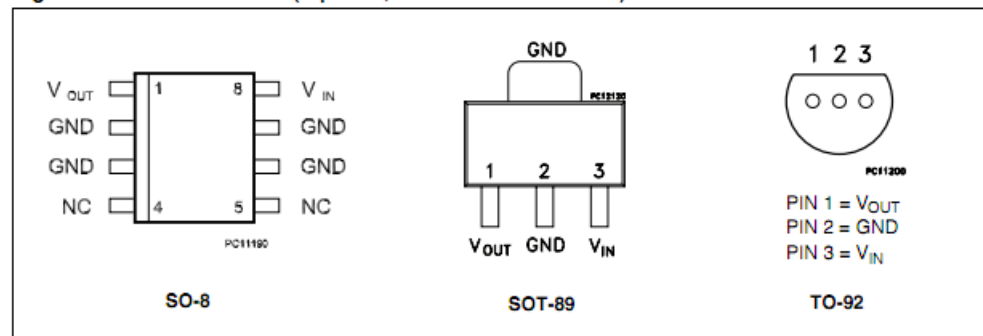 V OUT 1 8 V IN
GND GND
GND GND
NC 4 5 NC
PC11190
SO-8
GND
PC12130
1 2 3
VOUT GND VIN
SOT-89
1 2 3
PC11200
PIN 1 = VOUT
PIN 2 = GND
PIN 3 = VIN
TO-92